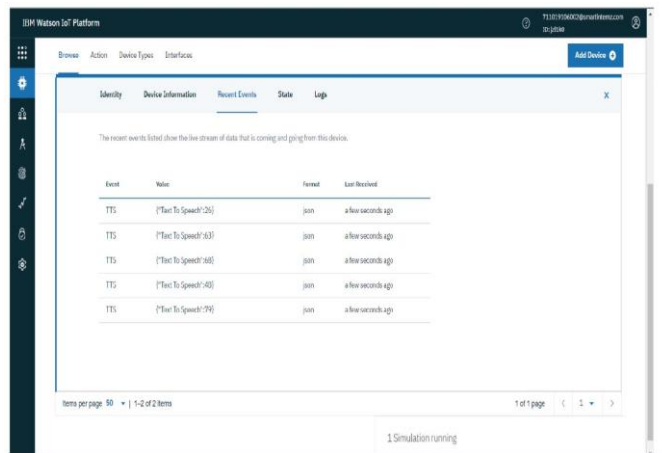 IBM Watson IoT Platform
711019106002@smartinternz.com
ID: jd1tk0
Browse Action Device Types Interfaces
Add Device
Identity Device Information Recent Events State Logs X
The recent events listed show the live stream of data that is coming and going from this device.
Event Value Format Last Received
TTS {"Text To Speech":26} json a few seconds ago
TTS {"Text To Speech":63} json a few seconds ago
TTS {"Text To Speech":68} json a few seconds ago
TTS {"Text To Speech":40} json a few seconds ago
TTS {"Text To Speech":79} json a few seconds ago
Items per page 50 | 1–2 of 2 items 1 of 1 page < 1 >
1 Simulation running